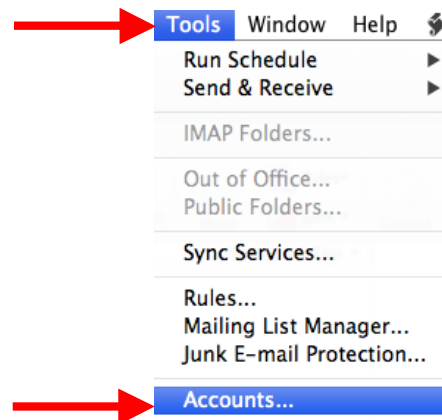 Tools Window Help
Run Schedule
Send & Receive
IMAP Folders...
Out of Office...
Public Folders...
Sync Services...
Rules...
Mailing List Manager...
Junk E-mail Protection...
Accounts...